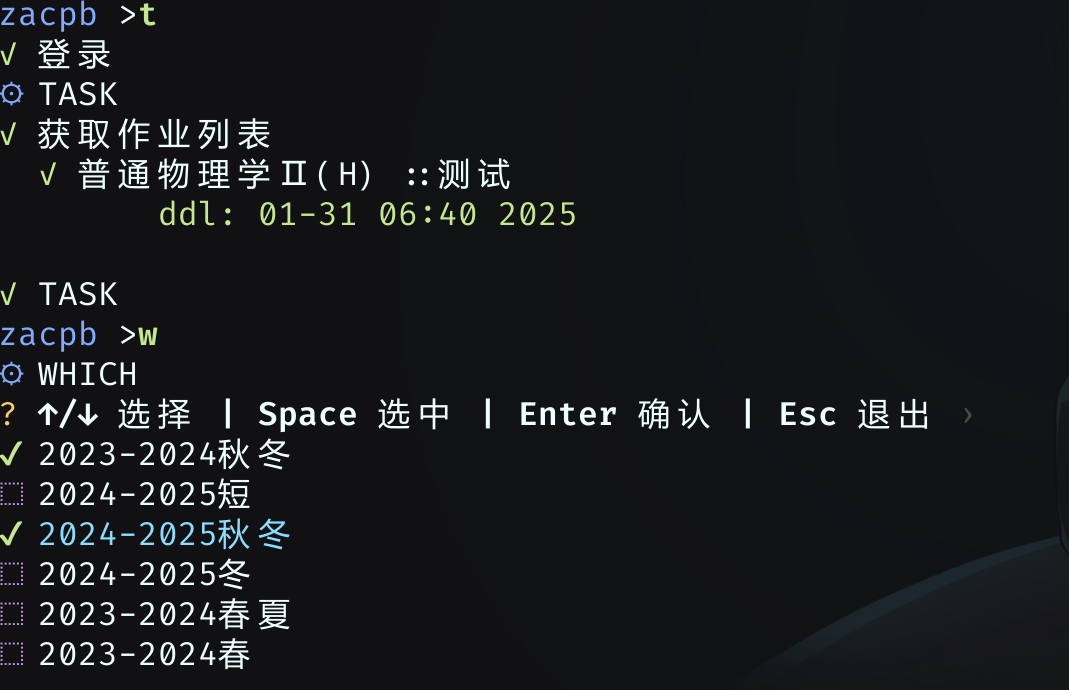 zacpb >t
√ 登录
⚙ TASK
√ 获取作业列表
√ 普通物理学Ⅱ(H) ::测试
ddl: 01-31 06:40 2025
√ TASK
zacpb >w
⚙ WHICH
? ↑/↓ 选择 | Space 选中 | Enter 确认 | Esc 退出 ›
✔ 2023-2024秋冬
⬚ 2024-2025短
✔ 2024-2025秋冬
⬚ 2024-2025冬
⬚ 2023-2024春夏
⬚ 2023-2024春